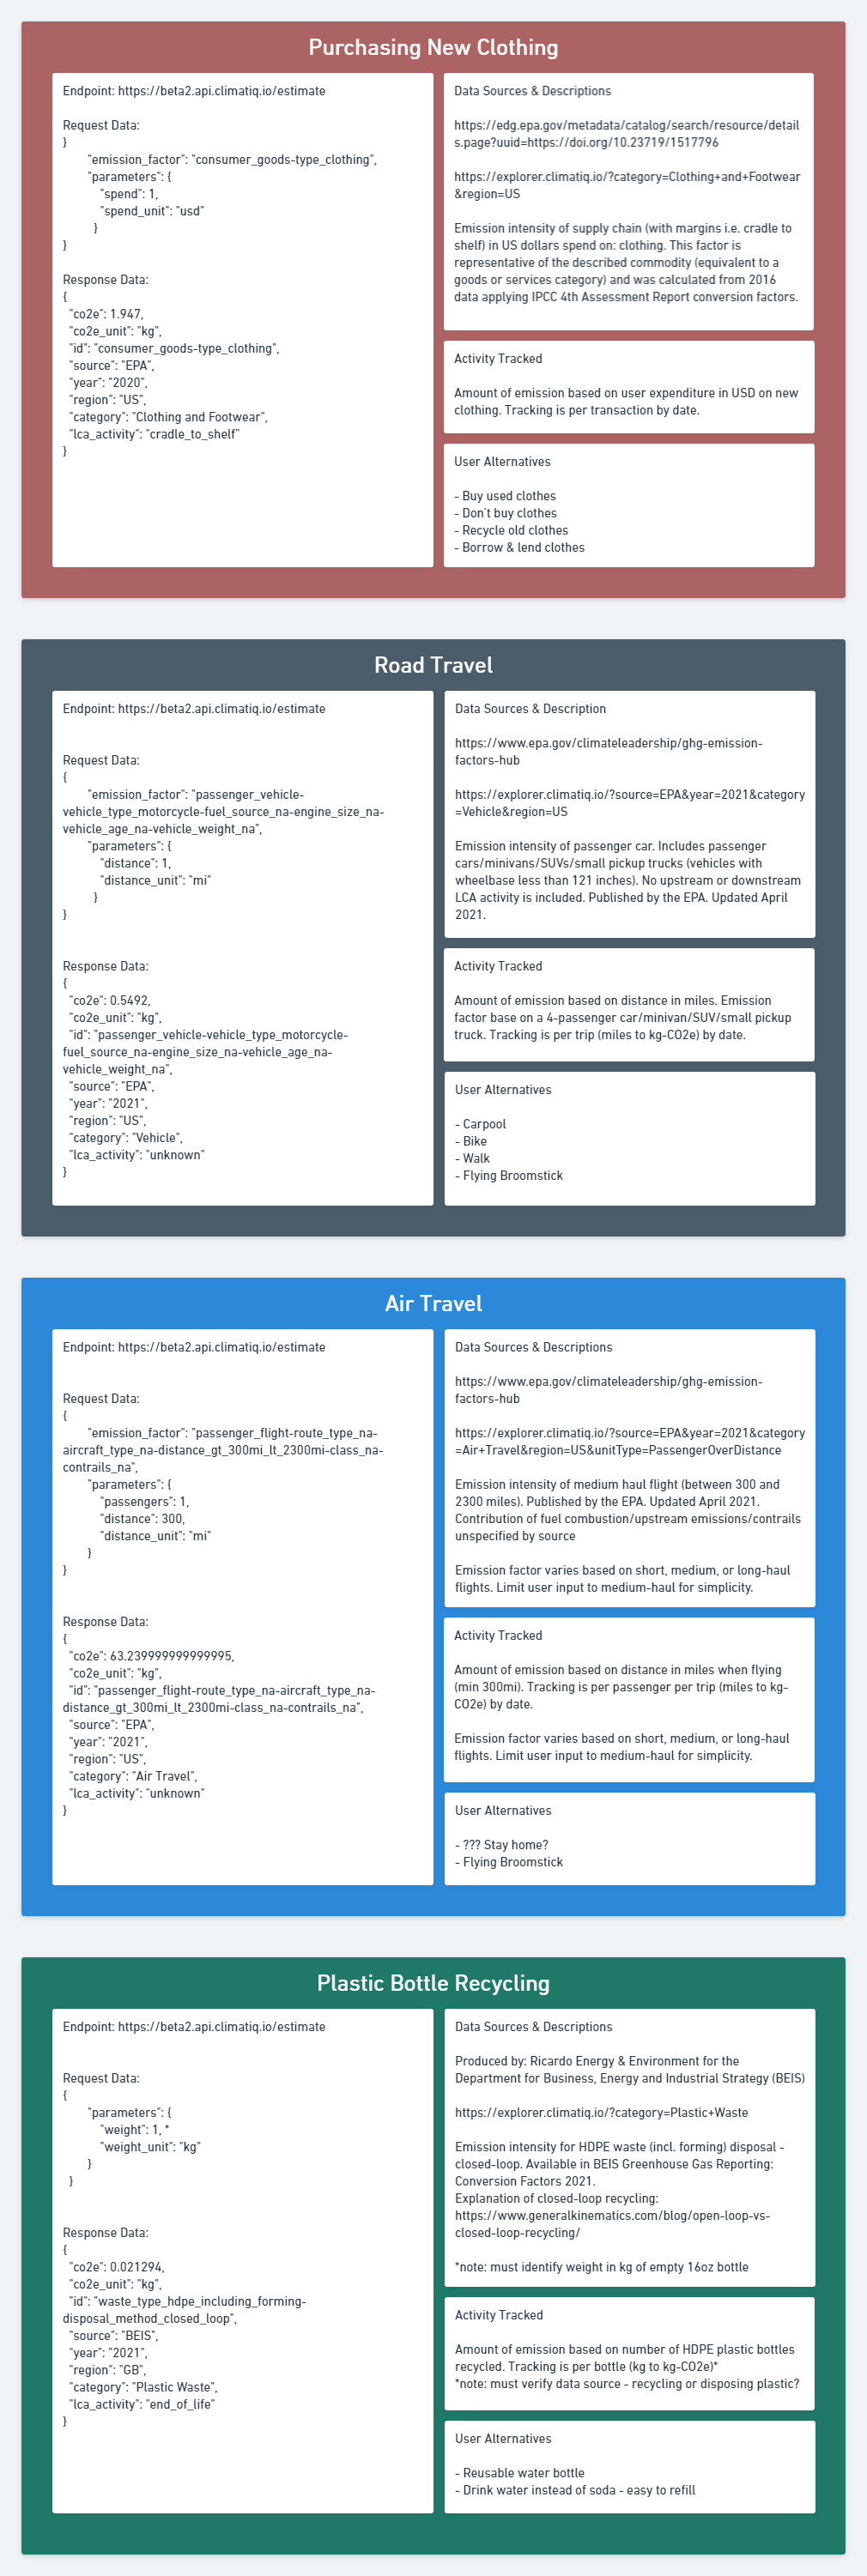 Purchasing New Clothing
Endpoint: https://beta2.api.climatiq.io/estimate
Request Data:
}
"emission_factor": "consumer_goods-type_clothing",
"parameters": {
"spend": 1,
"spend_unit": "usd"
}
}
Response Data:
{
"co2e": 1.947,
"co2e_unit": "kg",
"id": "consumer_goods-type_clothing",
"source": "EPA",
"year": "2020",
"region": "US",
"category": "Clothing and Footwear",
"lca_activity": "cradle_to_shelf"
}
Data Sources & Descriptions
https://edg.epa.gov/metadata/catalog/search/resource/detail
s.page?uuid=https://doi.org/10.23719/1517796
https://explorer.climatiq.io/?category=Clothing+and+Footwear
&region=US
Emission intensity of supply chain (with margins i.e. cradle to
shelf) in US dollars spend on: clothing. This factor is
representative of the described commodity (equivalent to a
goods or services category) and was calculated from 2016
data applying IPCC 4th Assessment Report conversion factors.
Activity Tracked
Amount of emission based on user expenditure in USD on new
clothing. Tracking is per transaction by date.
User Alternatives
- Buy used clothes
- Don't buy clothes
- Recycle old clothes
- Borrow & lend clothes
Road Travel
Endpoint: https://beta2.api.climatiq.io/estimate
Request Data:
{
"emission_factor": "passenger_vehicle-
vehicle_type_motorcycle-fuel_source_na-engine_size_na-
vehicle_age_na-vehicle_weight_na",
"parameters": {
"distance": 1,
"distance_unit": "mi"
}
}
Response Data:
{
"co2e": 0.5492,
"co2e_unit": "kg",
"id": "passenger_vehicle-vehicle_type_motorcycle-
fuel_source_na-engine_size_na-vehicle_age_na-
vehicle_weight_na",
"source": "EPA",
"year": "2021",
"region": "US",
"category": "Vehicle",
"lca_activity": "unknown"
}
Data Sources & Description
https://www.epa.gov/climateleadership/ghg-emission-
factors-hub
https://explorer.climatiq.io/?source=EPA&year=2021&category
=Vehicle&region=US
Emission intensity of passenger car. Includes passenger
cars/minivans/SUVs/small pickup trucks (vehicles with
wheelbase less than 121 inches). No upstream or downstream
LCA activity is included. Published by the EPA. Updated April
2021.
Activity Tracked
Amount of emission based on distance in miles. Emission
factor base on a 4-passenger car/minivan/SUV/small pickup
truck. Tracking is per trip (miles to kg-CO2e) by date.
User Alternatives
- Carpool
- Bike
- Walk
- Flying Broomstick
Air Travel
Endpoint: https://beta2.api.climatiq.io/estimate
Request Data:
{
"emission_factor": "passenger_flight-route_type_na-
aircraft_type_na-distance_gt_300mi_lt_2300mi-class_na-
contrails_na",
"parameters": {
"passengers": 1,
"distance": 300,
"distance_unit": "mi"
}
}
Response Data:
{
"co2e": 63.239999999999995,
"co2e_unit": "kg",
"id": "passenger_flight-route_type_na-aircraft_type_na-
distance_gt_300mi_lt_2300mi-class_na-contrails_na",
"source": "EPA",
"year": "2021",
"region": "US",
"category": "Air Travel",
"lca_activity": "unknown"
}
Data Sources & Descriptions
https://www.epa.gov/climateleadership/ghg-emission-
factors-hub
https://explorer.climatiq.io/?source=EPA&year=2021&category
=Air+Travel&region=US&unitType=PassengerOverDistance
Emission intensity of medium haul flight (between 300 and
2300 miles). Published by the EPA. Updated April 2021.
Contribution of fuel combustion/upstream emissions/contrails
unspecified by source
Emission factor varies based on short, medium, or long-haul
flights. Limit user input to medium-haul for simplicity.
Activity Tracked
Amount of emission based on distance in miles when flying
(min 300mi). Tracking is per passenger per trip (miles to kg-
CO2e) by date.
Emission factor varies based on short, medium, or long-haul
flights. Limit user input to medium-haul for simplicity.
User Alternatives
- ??? Stay home?
- Flying Broomstick
Plastic Bottle Recycling
Endpoint: https://beta2.api.climatiq.io/estimate
Request Data:
{
"parameters": {
"weight": 1, *
"weight_unit": "kg"
}
}
Response Data:
{
"co2e": 0.021294,
"co2e_unit": "kg",
"id": "waste_type_hdpe_including_forming-
disposal_method_closed_loop",
"source": "BEIS",
"year": "2021",
"region": "GB",
"category": "Plastic Waste",
"lca_activity": "end_of_life"
}
Data Sources & Descriptions
Produced by: Ricardo Energy & Environment for the
Department for Business, Energy and Industrial Strategy (BEIS)
https://explorer.climatiq.io/?category=Plastic+Waste
Emission intensity for HDPE waste (incl. forming) disposal -
closed-loop. Available in BEIS Greenhouse Gas Reporting:
Conversion Factors 2021.
Explanation of closed-loop recycling:
https://www.generalkinematics.com/blog/open-loop-vs-
closed-loop-recycling/
*note: must identify weight in kg of empty 16oz bottle
Activity Tracked
Amount of emission based on number of HDPE plastic bottles
recycled. Tracking is per bottle (kg to kg-CO2e)*
*note: must verify data source - recycling or disposing plastic?
User Alternatives
- Reusable water bottle
- Drink water instead of soda - easy to refill